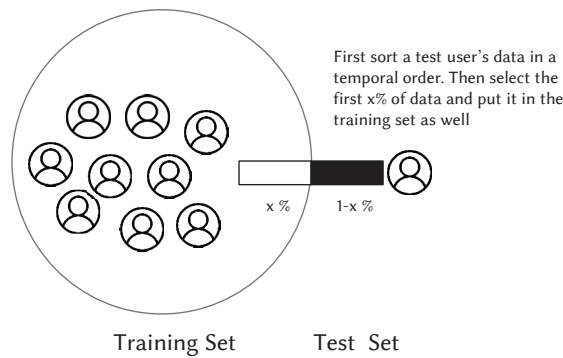 First sort a test user's data in a
temporal order. Then select the
first x% of data and put it in the
training set as well
x % 1-x %
Training Set Test Set